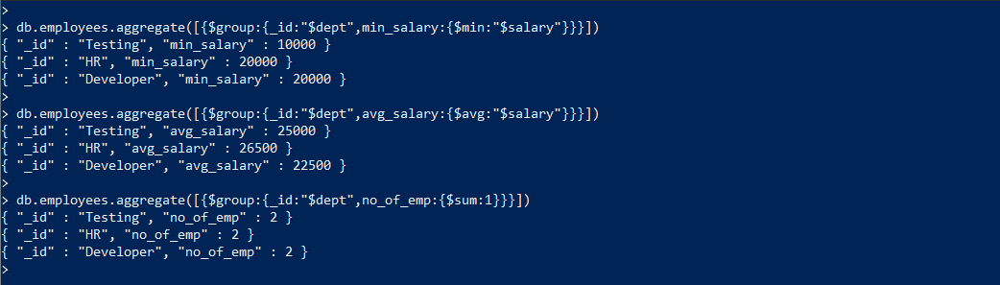 >
> db.employees.aggregate([{$group:{_id:"$dept",min_salary:{$min:"$salary"}}}])
{ "_id" : "Testing", "min_salary" : 10000 }
{ "_id" : "HR", "min_salary" : 20000 }
{ "_id" : "Developer", "min_salary" : 20000 }
>
> db.employees.aggregate([{$group:{_id:"$dept",avg_salary:{$avg:"$salary"}}}])
{ "_id" : "Testing", "avg_salary" : 25000 }
{ "_id" : "HR", "avg_salary" : 26500 }
{ "_id" : "Developer", "avg_salary" : 22500 }
>
> db.employees.aggregate([{$group:{_id:"$dept",no_of_emp:{$sum:1}}}])
{ "_id" : "Testing", "no_of_emp" : 2 }
{ "_id" : "HR", "no_of_emp" : 2 }
{ "_id" : "Developer", "no_of_emp" : 2 }
>